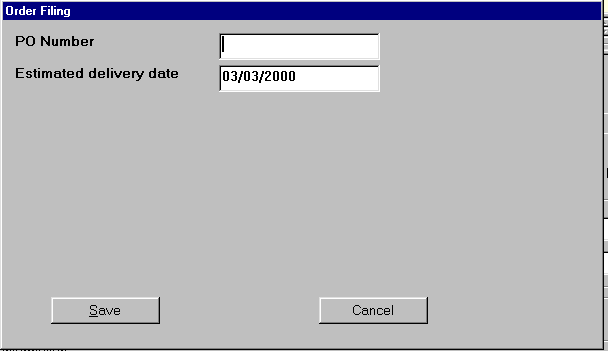 Order Filing
PO Number
Estimated delivery date 03/03/2000
Save Cancel